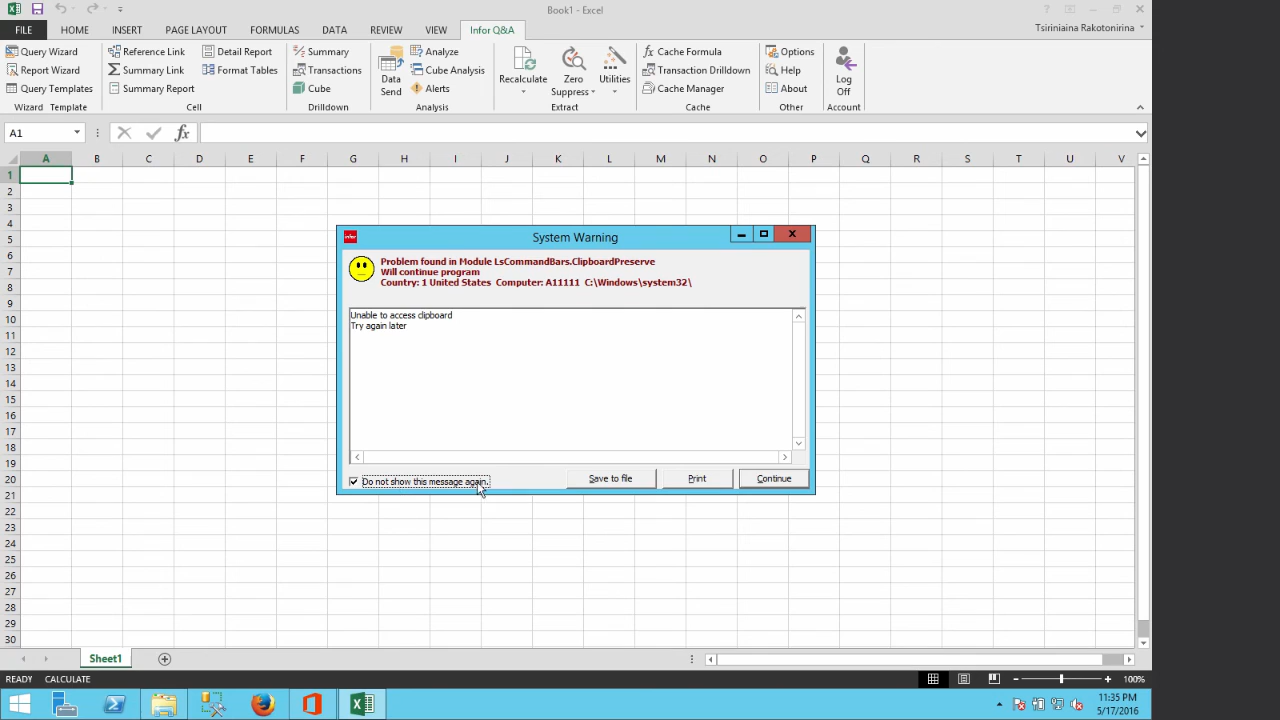 Book1 - Excel
FILE HOME INSERT PAGE LAYOUT FORMULAS DATA REVIEW VIEW Infor Q&A Tsiriniaina Rakotonirina
Query Wizard Reference Link Detail Report Summary Analyze Cache Formula Options
Report Wizard Summary Link Format Tables Transactions Cube Analysis Transaction Drilldown Help
Query Templates Summary Report Cube Alerts Cache Manager About
Data Send
Recalculate
Zero Suppress
Utilities
Log Off
Wizard Template Cell Drilldown Analysis Extract Cache Other Account
A1 fx
A B C D E F G H I J K L M N O P Q R S T U V
1
2
3
4
5
6
7
8
9
10
11
12
13
14
15
16
17
18
19
20
21
22
23
24
25
26
27
28
29
30
infor System Warning
Problem found in Module LsCommandBars.ClipboardPreserve
Will continue program
Country: 1 United States Computer: A11111 C:\Windows\system32\
Unable to access clipboard
Try again later
Do not show this message again.
Save to file Print Continue
Sheet1
READY CALCULATE 100%
11:35 PM
5/17/2016